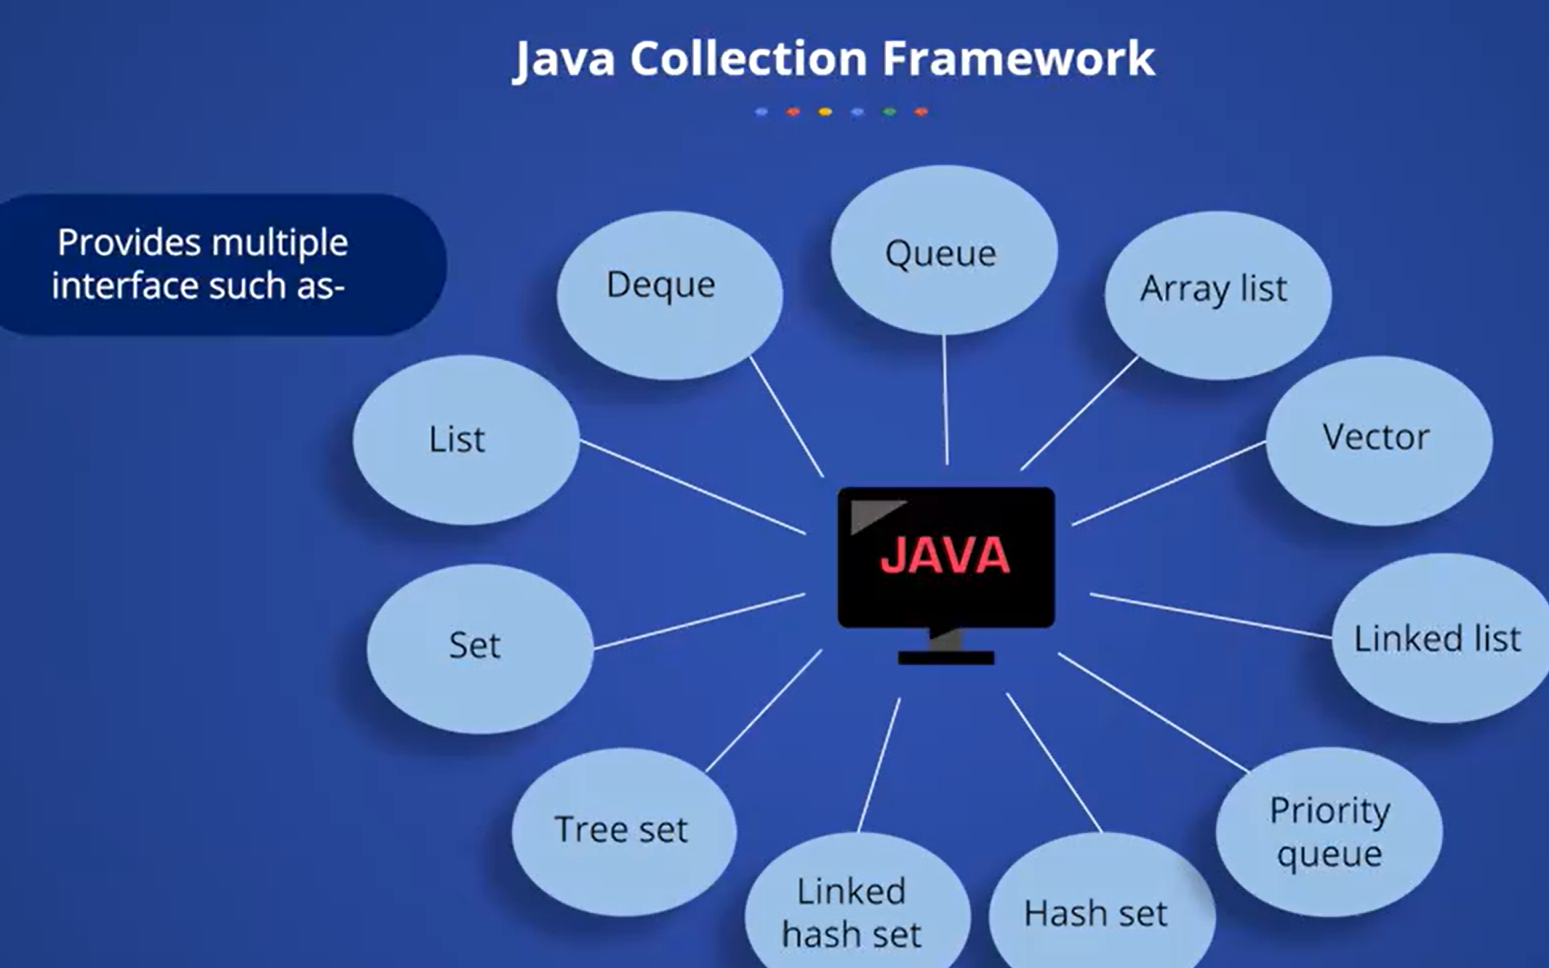 Java Collection Framework
Provides multiple
interface such as-
Deque
Queue
Array list
List
Vector
JAVA
Set
Linked list
Tree set
Priority
queue
Linked
hash set
Hash set